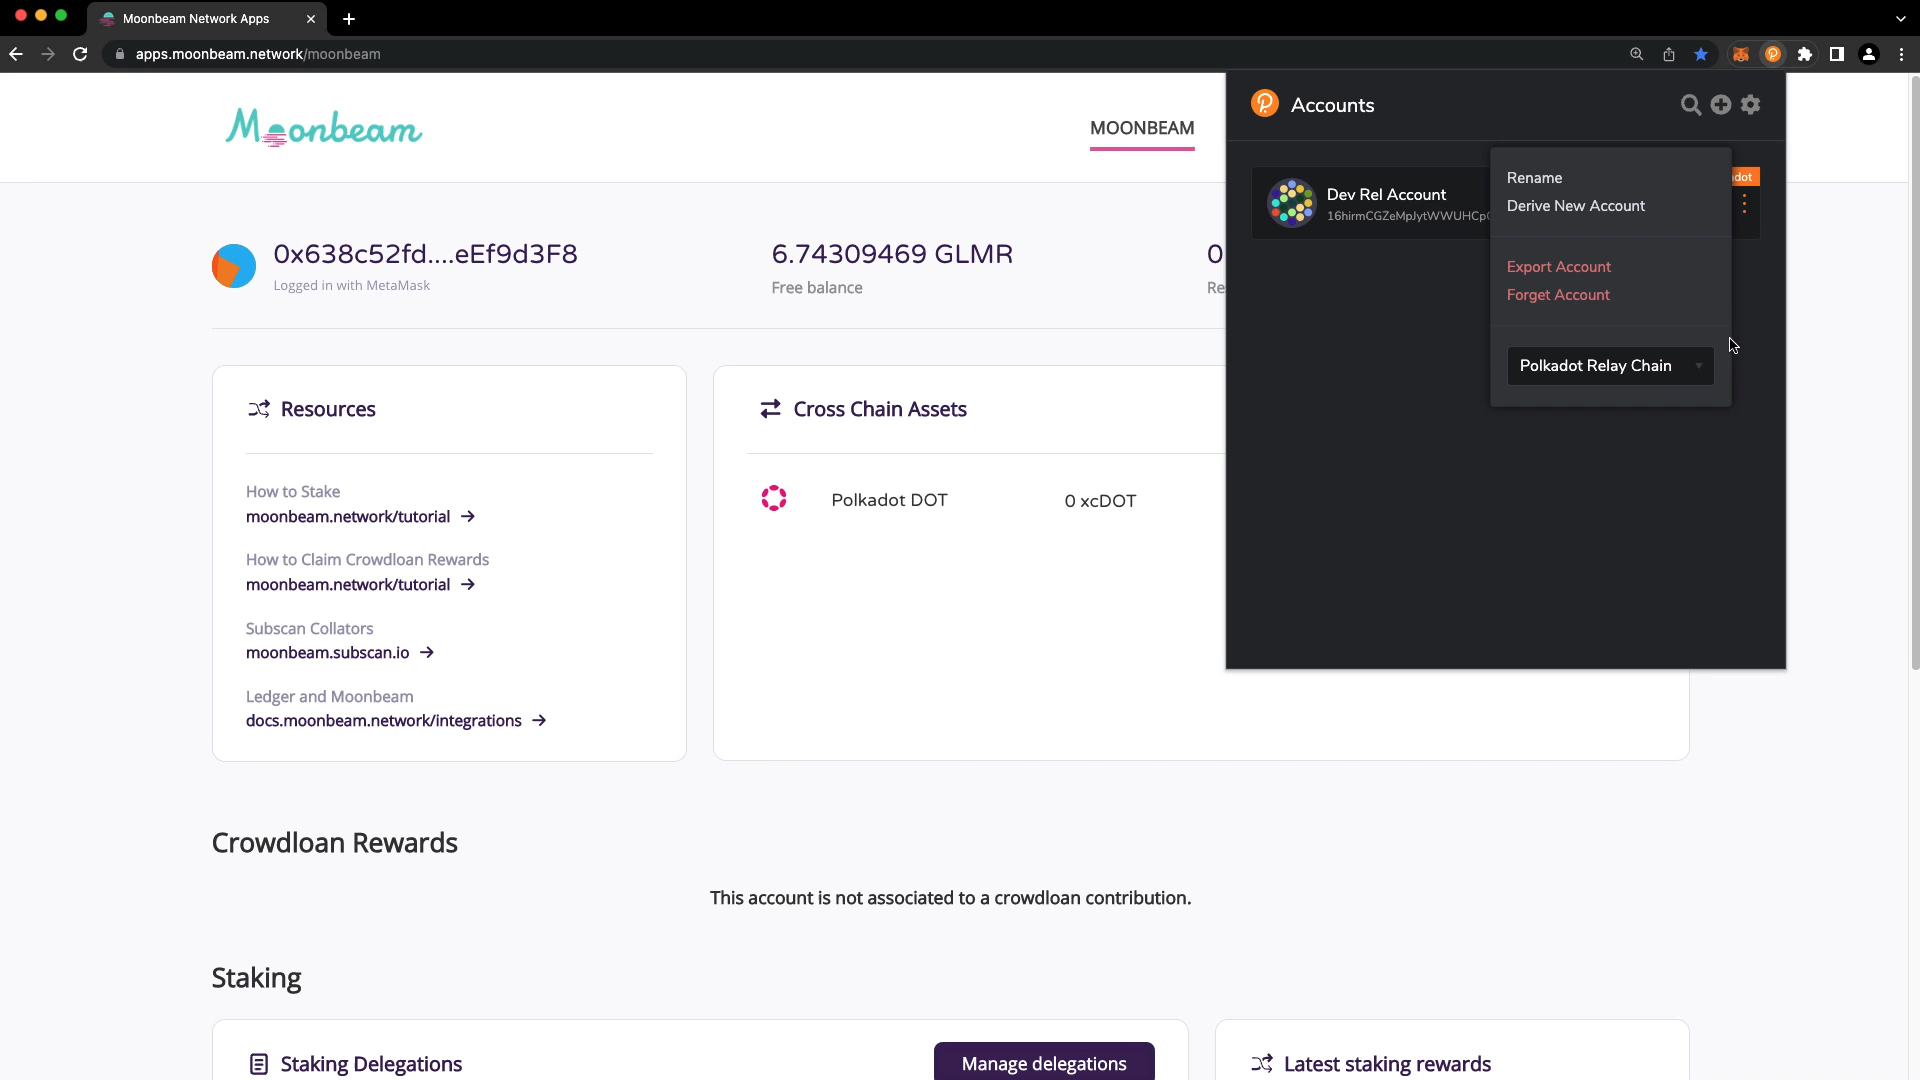 Moonbeam Network Apps
apps.moonbeam.network/moonbeam
Moonbeam
MOONBEAM
Accounts
Dev Rel Account
16hirmCGZeMpJytWWUHCp
dot
Rename
Derive New Account
Export Account
Forget Account
Polkadot Relay Chain
0x638c52fd....eEf9d3F8
Logged in with MetaMask
6.74309469 GLMR
Free balance
0
Re
Resources
How to Stake
moonbeam.network/tutorial
How to Claim Crowdloan Rewards
moonbeam.network/tutorial
Subscan Collators
moonbeam.subscan.io
Ledger and Moonbeam
docs.moonbeam.network/integrations
Cross Chain Assets
Polkadot DOT
0 xcDOT
Crowdloan Rewards
This account is not associated to a crowdloan contribution.
Staking
Staking Delegations
Manage delegations
Latest staking rewards